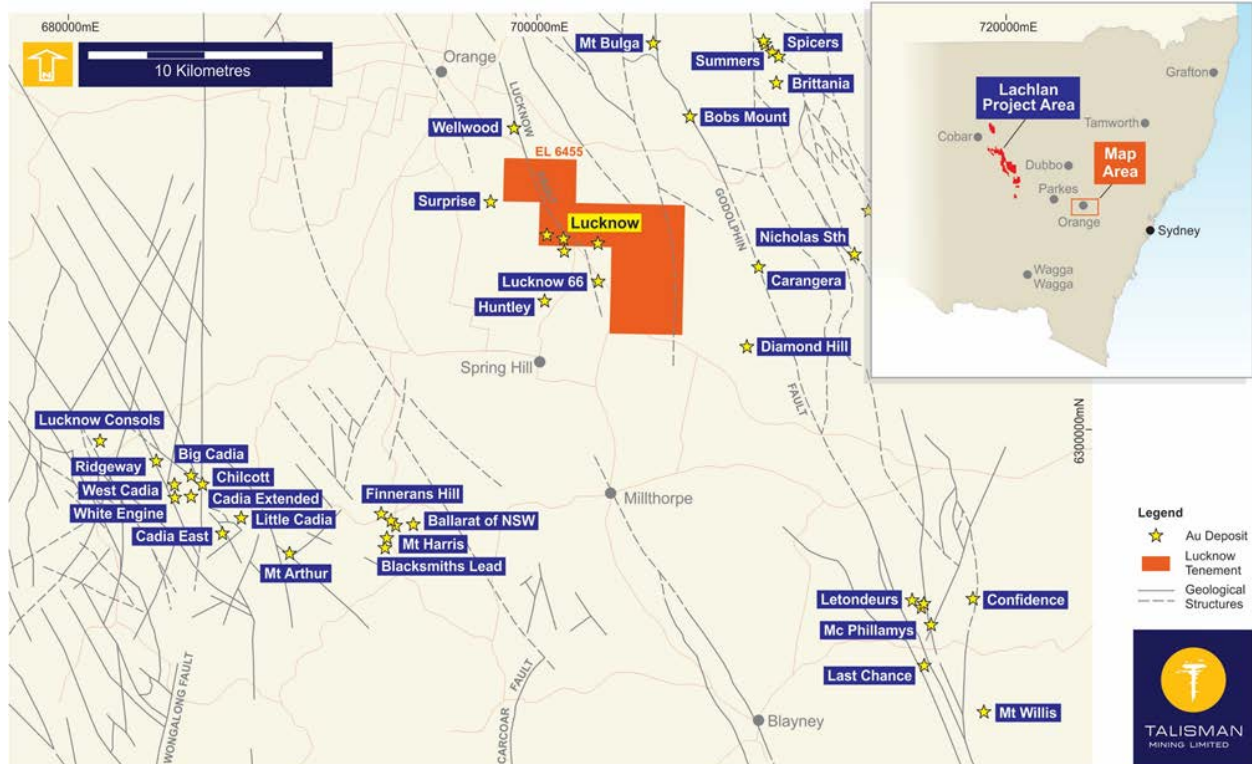 680000mE
700000mE
720000mE
N
10 Kilometres
Orange
Mt Bulga
Spicers
Summers
Brittania
Bobs Mount
Wellwood
LUCKNOW
EL 6455
Surprise
Lucknow
GODOLPHIN
Nicholas Sth
Carangera
Lucknow 66
Huntley
Diamond Hill
Spring Hill
FAULT
6300000mN
Lucknow Consols
Big Cadia
Ridgeway
Chilcott
West Cadia
Cadia Extended
White Engine
Little Cadia
Cadia East
Mt Arthur
Finnerans Hill
Ballarat of NSW
Mt Harris
Blacksmiths Lead
Millthorpe
Letondeurs
Confidence
Mc Phillamys
Last Chance
Mt Willis
Blayney
WONGALONG FAULT
CARCOAR
FAULT
Grafton
Lachlan
Project Area
Cobar
Tamworth
Dubbo
Map
Area
Parkes
Orange
Sydney
Wagga
Wagga
Legend
Au Deposit
Lucknow
Tenement
Geological
Structures
TALISMAN
MINING LIMITED